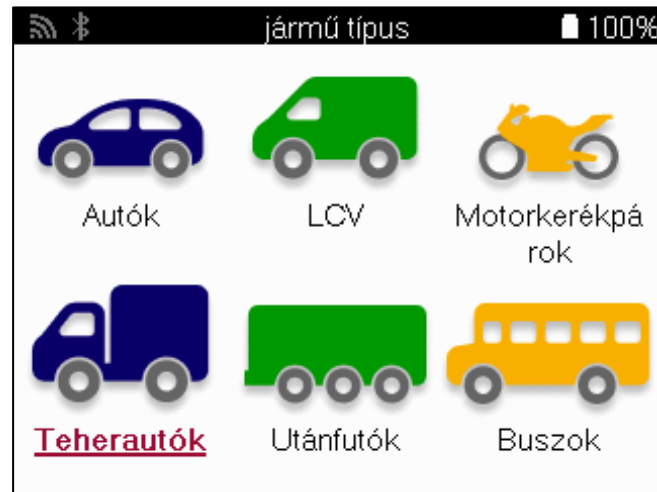 jármű típus 100%
Autók LCV Motorkerékpá
rok
Teherautók Utánfutók Buszok